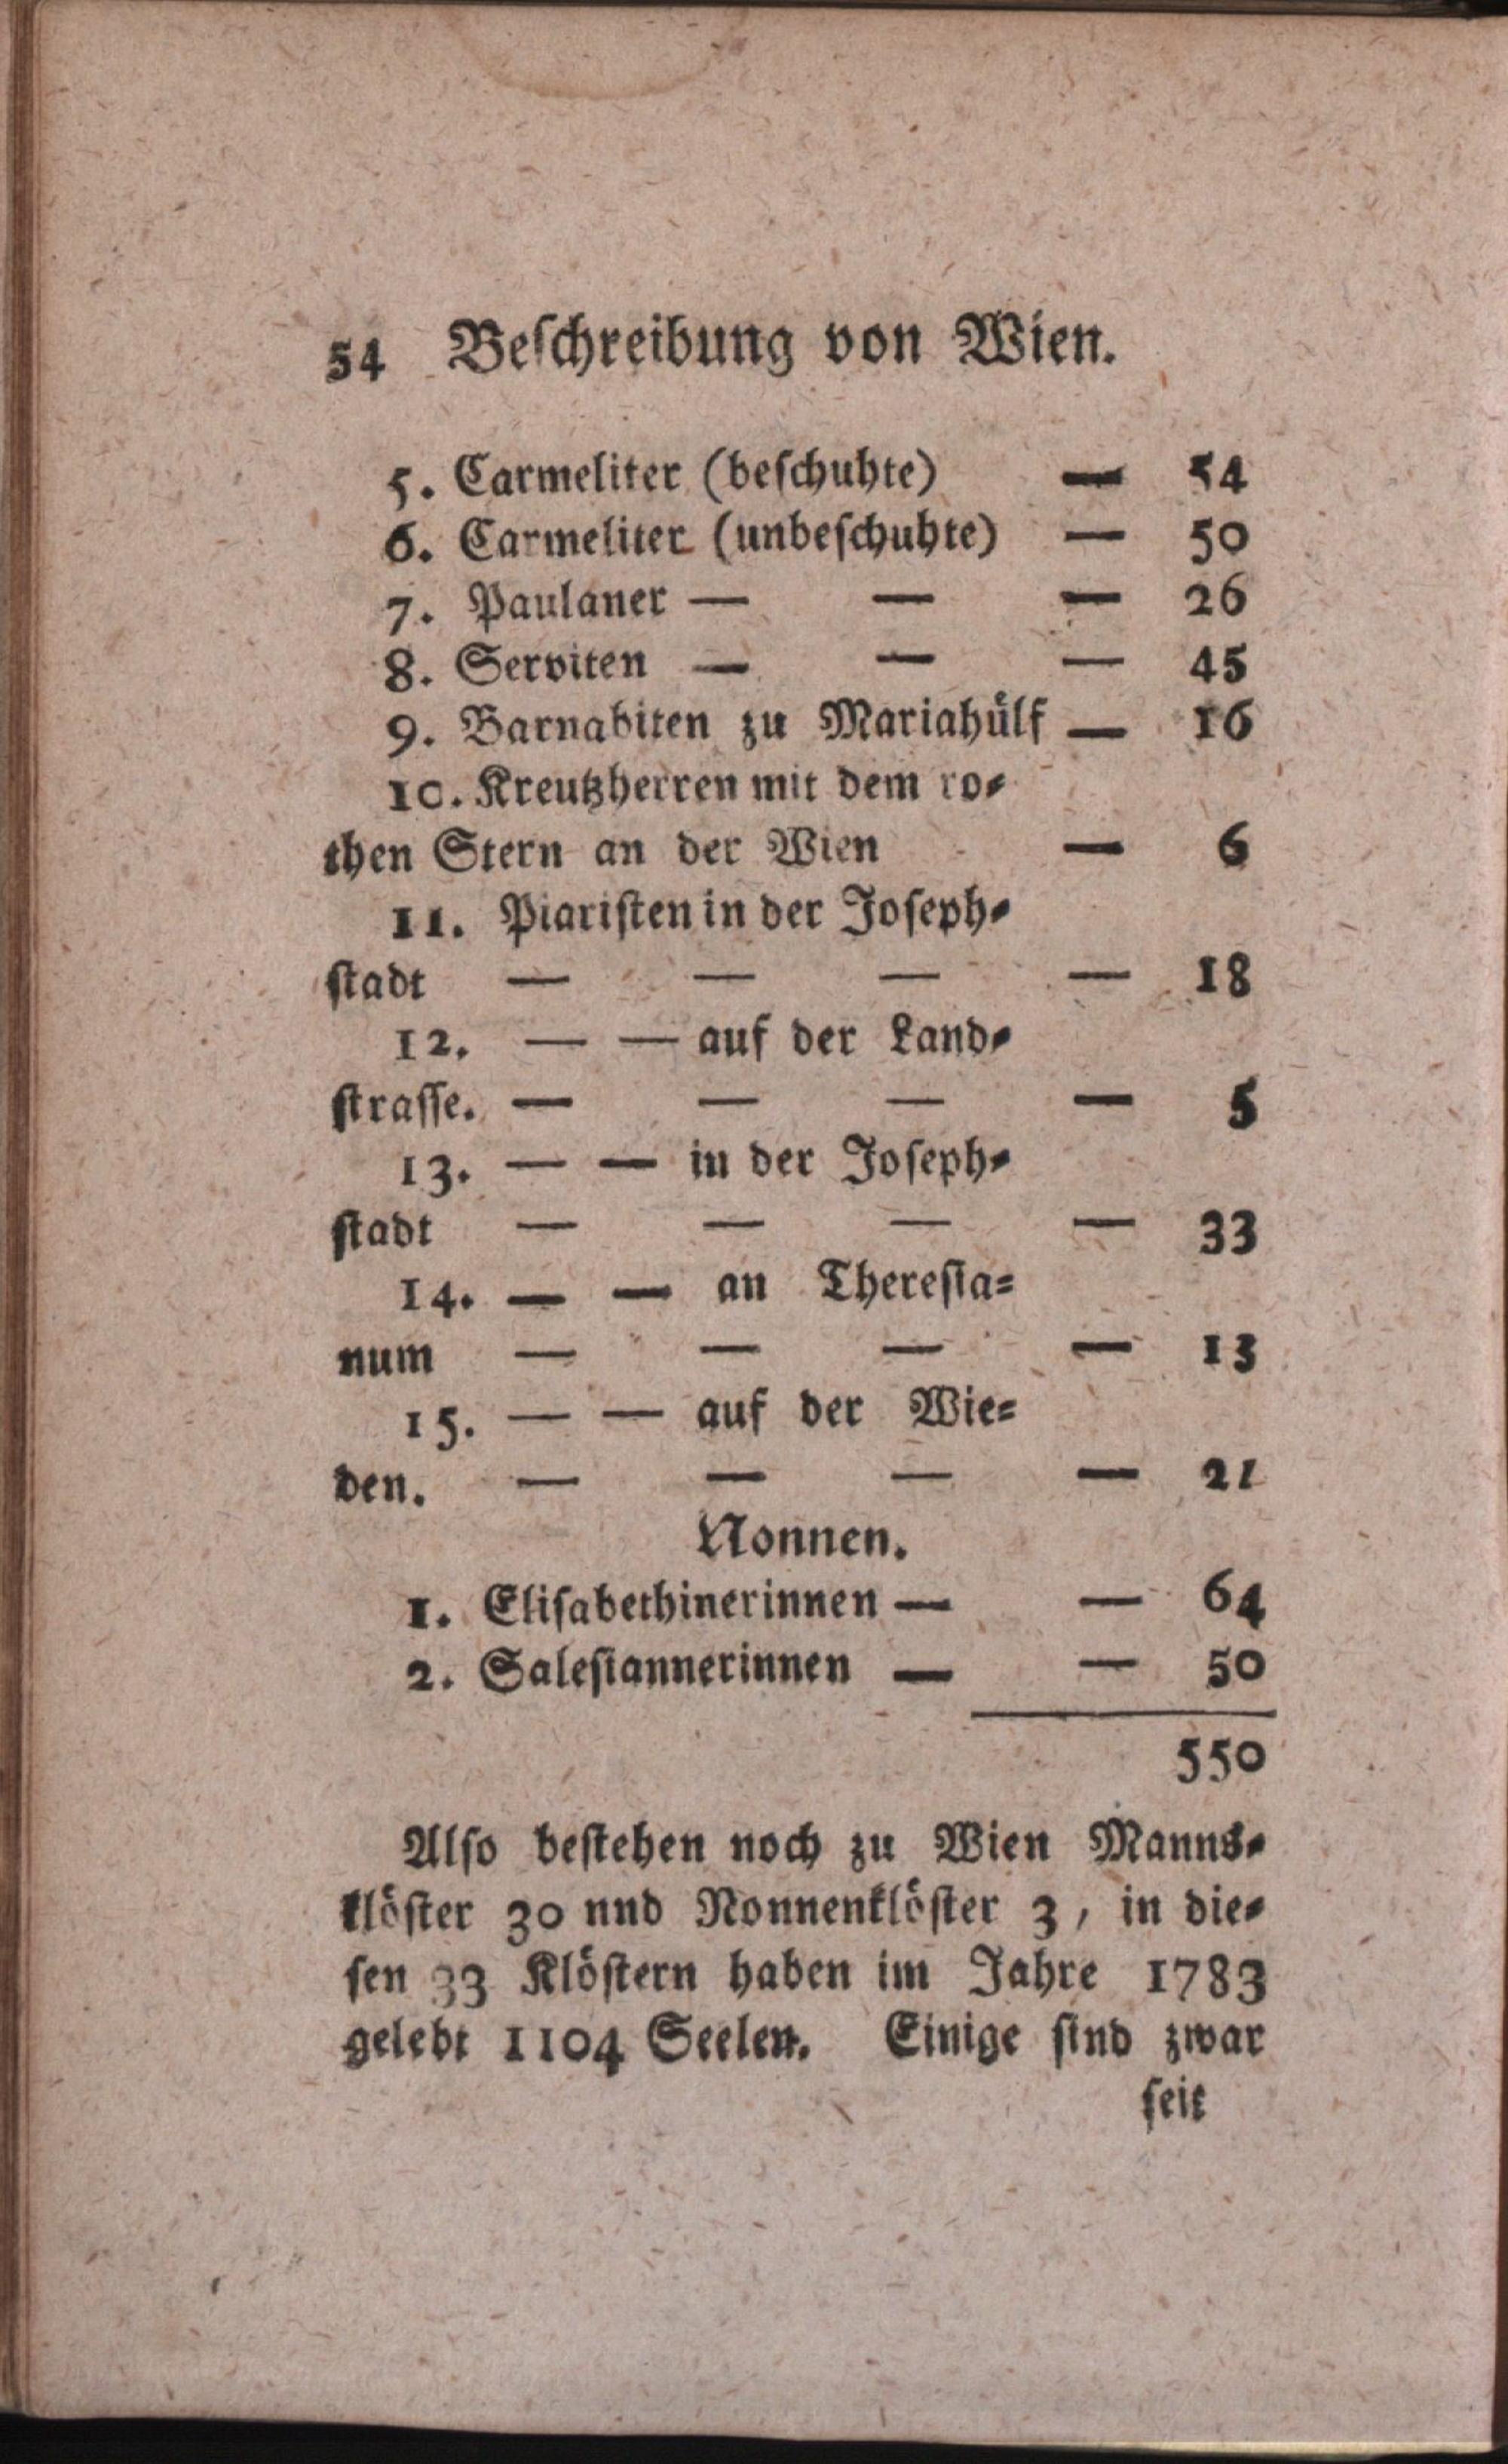 54 Beſchreibung von Wien.
5. Carmeliter (beſchuhte) — 54
6. Carmeliter (unbeſchuhte) — 50
7. Paulaner — — — 26
8. Serviten — — — 45
9. Barnabiten zu Mariahülf — 16
10. Kreutzherren mit dem ro⸗
then Stern an der Wien — 6
11. Piariſten in der Joſeph⸗
ſtadt — — — — 18
12. — — auf der Land⸗
ſtraſſe. — — — — 5
13. — — in der Joſeph⸗
ſtadt — — — — 33
14. — — an Thereſia⸗
num — — — — 13
15. — — auf der Wie⸗
den. — — — — 21
Nonnen.
1. Eliſabethinerinnen — — 64
2. Saleſiannerinnen — — 50
550
Alſo beſtehen noch zu Wien Manns⸗
klöſter 30 nnd Nonnenklöſter 3, in die⸗
ſen 33 Klöſtern haben im Jahre 1783
gelebt 1104 Seelen. Einige ſind zwar
ſeit